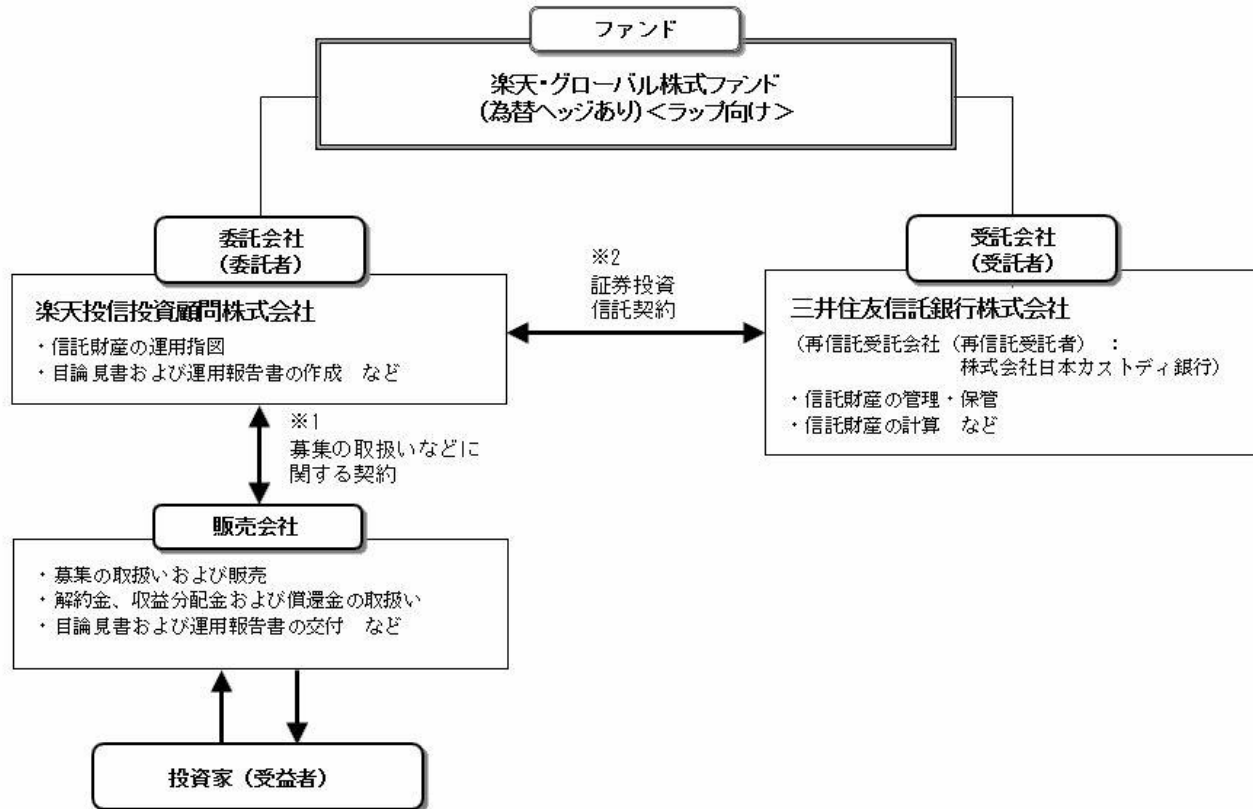 ファンド
楽天・グローバル株式ファンド
(為替ヘッジあり)＜ラップ向け＞
委託会社
(委託者)
楽天投信投資顧問株式会社
・信託財産の運用指図
・目論見書および運用報告書の作成　など
※2
証券投資
信託契約
受託会社
(受託者)
三井住友信託銀行株式会社
(再信託受託会社（再信託受託者）　：
株式会社日本カストディ銀行)
・信託財産の管理・保管
・信託財産の計算　など
※1
募集の取扱いなどに
関する契約
販売会社
・募集の取扱いおよび販売
・解約金、収益分配金および償還金の取扱い
・目論見書および運用報告書の交付　など
投資家（受益者）